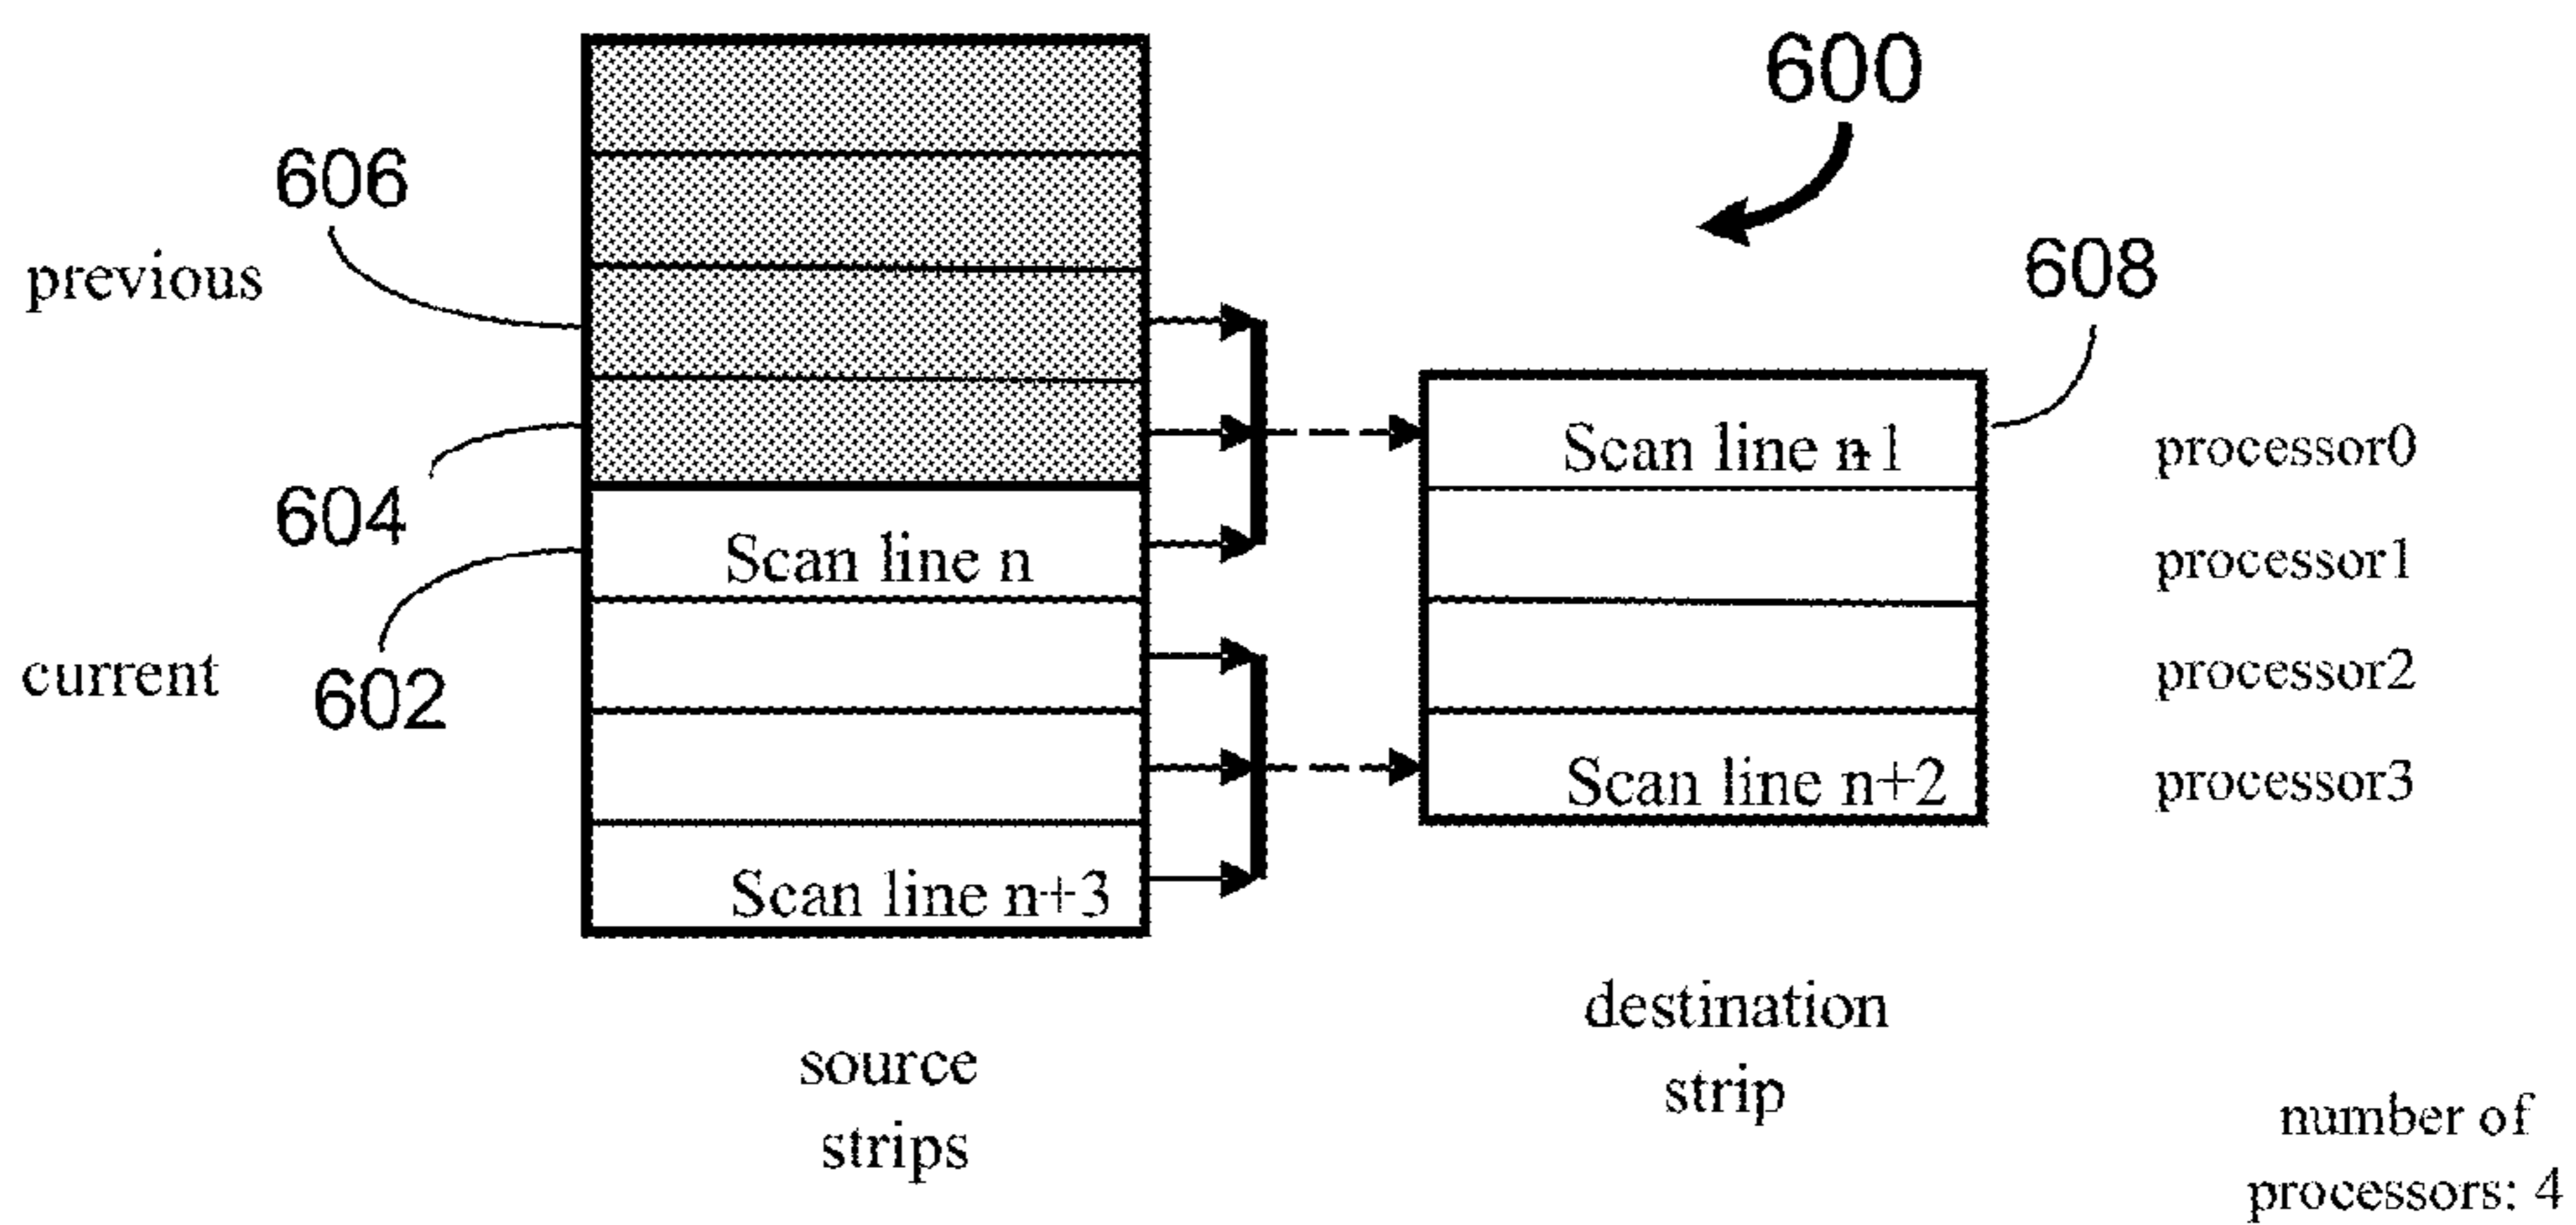 600
606
608
previous
Scan line n-1
processor0
604
Scan line n
processor1
current
602
processor2
Scan line n+2
processor3
Scan line n+3
source
strips
destination
strip
number of
processors: 4